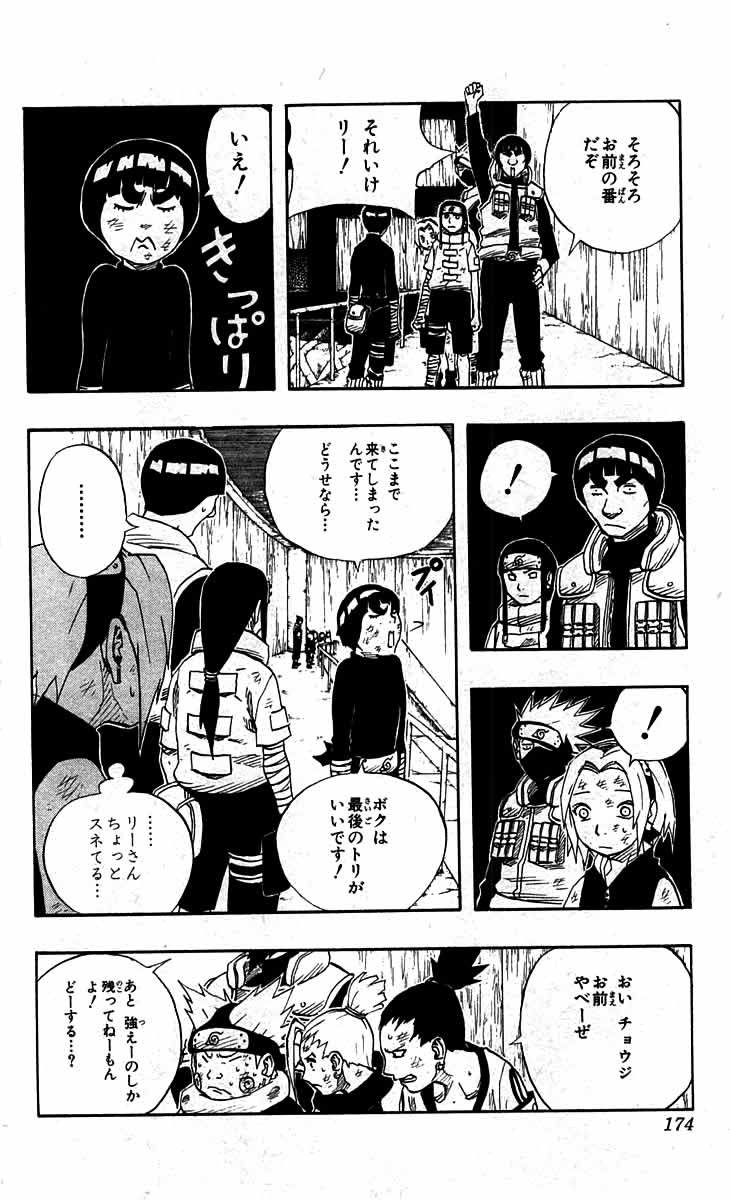 そろそろ
お前の番
だぞ
それいけ
リー!
いえ!
きっぱり
!
!
ここまで
来てしまった
んです…
どうせなら…
プイ
ボクは
最後のトリが
いいです!
………
……
リーさん
ちょっと
スネてる…
おい チョウジ
お前
やべーぜ
あと 強えーのしか
残ってねーもん
よ!
どーする…?
174